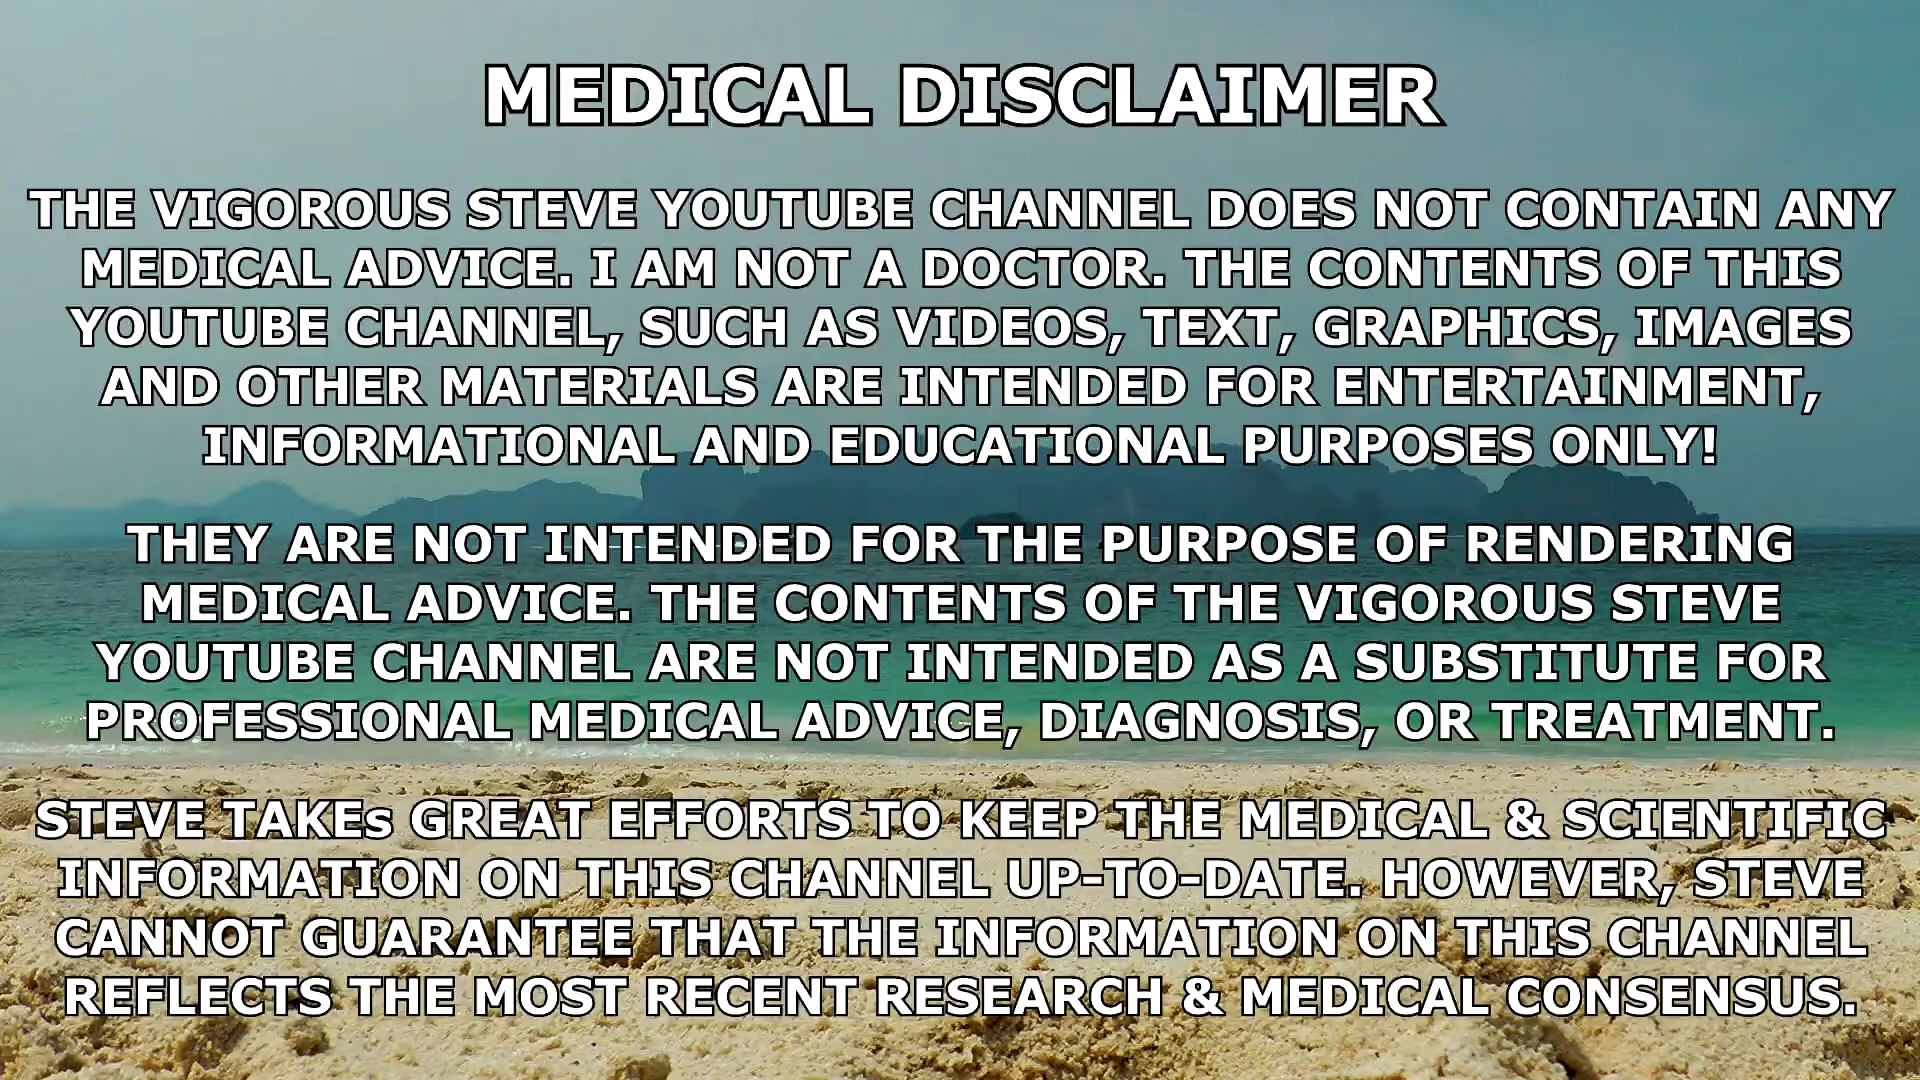 MEDICAL DISCLAIMER
THE VIGOROUS STEVE YOUTUBE CHANNEL DOES NOT CONTAIN ANY
MEDICAL ADVICE. I AM NOT A DOCTOR. THE CONTENTS OF THIS
YOUTUBE CHANNEL, SUCH AS VIDEOS, TEXT, GRAPHICS, IMAGES
AND OTHER MATERIALS ARE INTENDED FOR ENTERTAINMENT,
INFORMATIONAL AND EDUCATIONAL PURPOSES ONLY!
THEY ARE NOT INTENDED FOR THE PURPOSE OF RENDERING
MEDICAL ADVICE. THE CONTENTS OF THE VIGOROUS STEVE
YOUTUBE CHANNEL ARE NOT INTENDED AS A SUBSTITUTE FOR
PROFESSIONAL MEDICAL ADVICE, DIAGNOSIS, OR TREATMENT.
STEVE TAKEs GREAT EFFORTS TO KEEP THE MEDICAL & SCIENTIFIC
INFORMATION ON THIS CHANNEL UP-TO-DATE. HOWEVER, STEVE
CANNOT GUARANTEE THAT THE INFORMATION ON THIS CHANNEL
REFLECTS THE MOST RECENT RESEARCH & MEDICAL CONSENSUS.